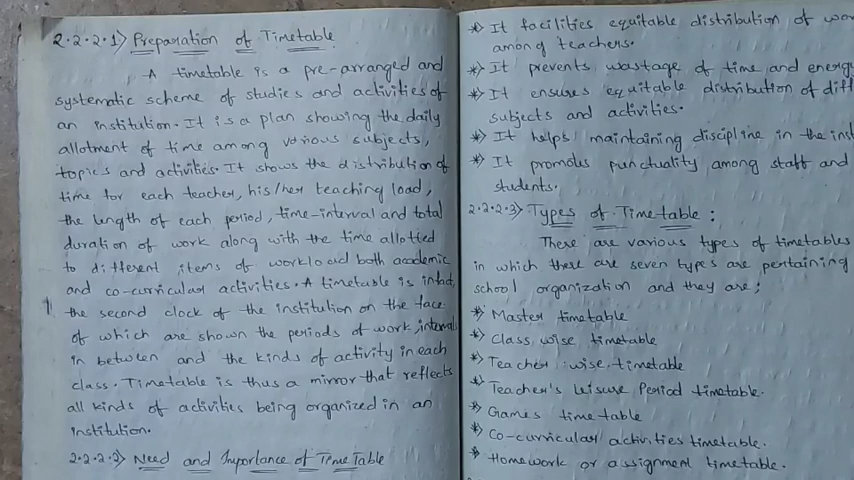 2.2.2.1) Preparation of Timetable
A timetable is a pre-arranged and
systematic scheme of studies and activities of
an institution. It is a plan showing the daily
allotment of time among various subjects,
topics and activities. It shows the distribution of
time for each teacher, his/her teaching load,
the length of each period, time-interval and total
duration of work along with the time allotted
to different items of workload both academic
and co-curricular activities. A timetable is infact,
the second clock of the institution on the face
of which are shown the periods of work, interval
in between and the kinds of activity in each
class. Timetable is thus a mirror that reflects
all kinds of activities being organized in an
institution.
2.2.2.2) Need and Importance of Time Table
* It facilities equitable distribution of wor
among teachers.
* It prevents wastage of time and energy
* It ensures equitable distribution of diff
subjects and activities.
* It helps maintaining discipline in the inst
* It promotes punctuality among staff and
students.
2.2.2.3) Types of Timetable :
There are various types of timetables
in which there are seven types are pertaining
school organization and they are;
* Master timetable
* Class wise timetable
* Teacher wise timetable
* Teacher's leisure Period timetable.
* Games timetable
* Co-curricular activities timetable.
* Homework or assignment timetable.